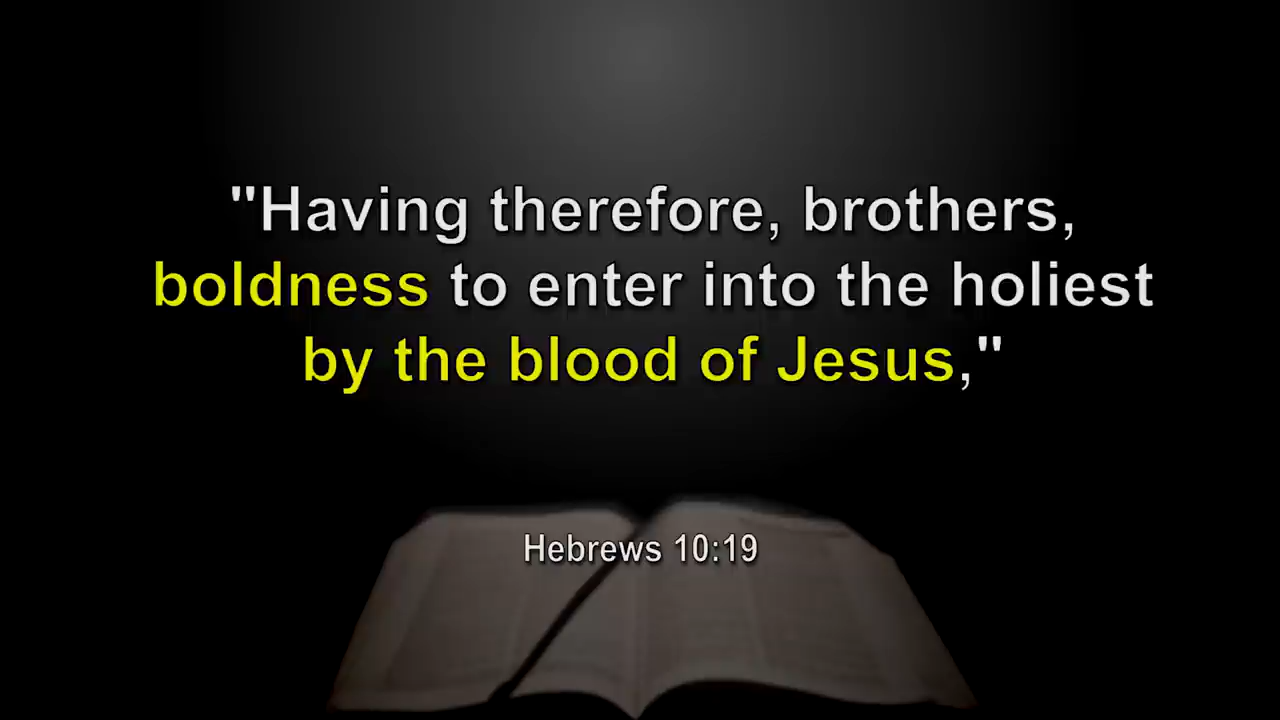 "Having therefore, brothers,
boldness to enter into the holiest
by the blood of Jesus,"
Hebrews 10:19